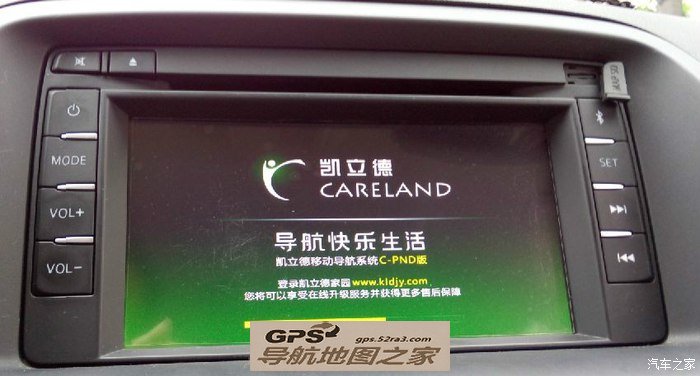 MODE
VOL+
VOL-
SET
凯立德
CARELAND
导航快乐生活
凯立德移动导航系统C-PND版
登录凯立德家园www.kldjy.com
您将可以享受在线升级服务并获得更多售后保障
GPS
gps.52ra3.com
导航地图之家
汽车之家